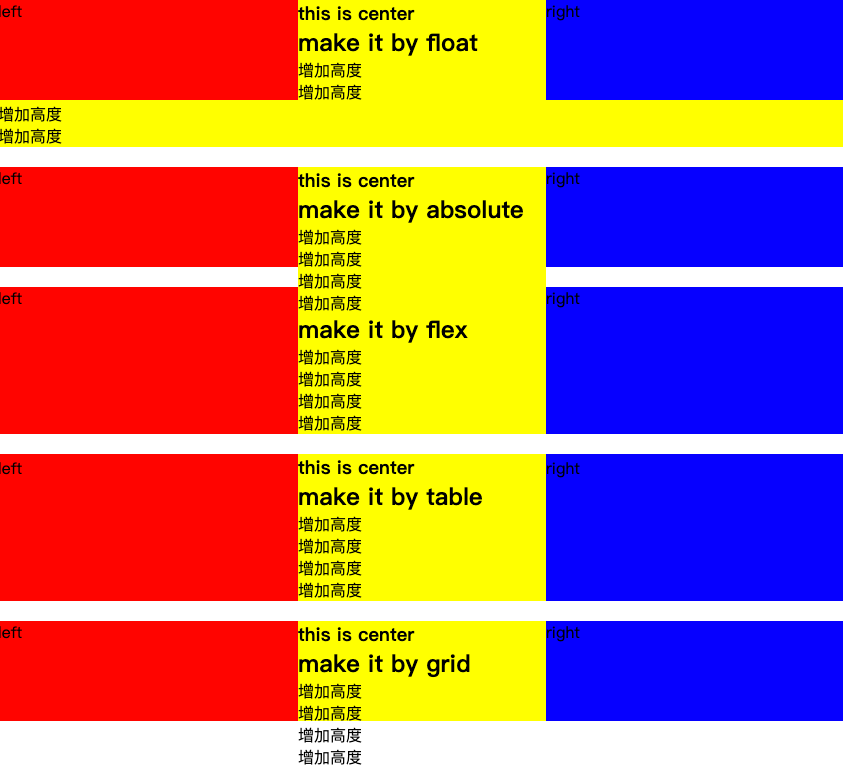 left
this is center
right
make it by float
增加高度
增加高度
增加高度
增加高度
left
this is center
right
make it by absolute
增加高度
增加高度
增加高度
增加高度
left
right
make it by flex
增加高度
增加高度
增加高度
增加高度
left
this is center
right
make it by table
增加高度
增加高度
增加高度
增加高度
left
this is center
right
make it by grid
增加高度
增加高度
增加高度
增加高度